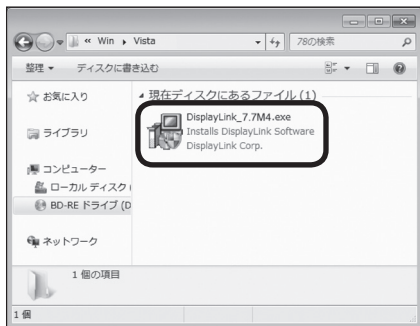 « Win ▸ Vista
78の検索
整理 ▼ ディスクに書き込む
お気に入り
現在ディスクにあるファイル (1)
DisplayLink_7.7M4.exe
Installs DisplayLink Software
DisplayLink Corp.
ライブラリ
コンピューター
ローカル ディスク (
BD-RE ドライブ (D
ネットワーク
1 個の項目
1 個